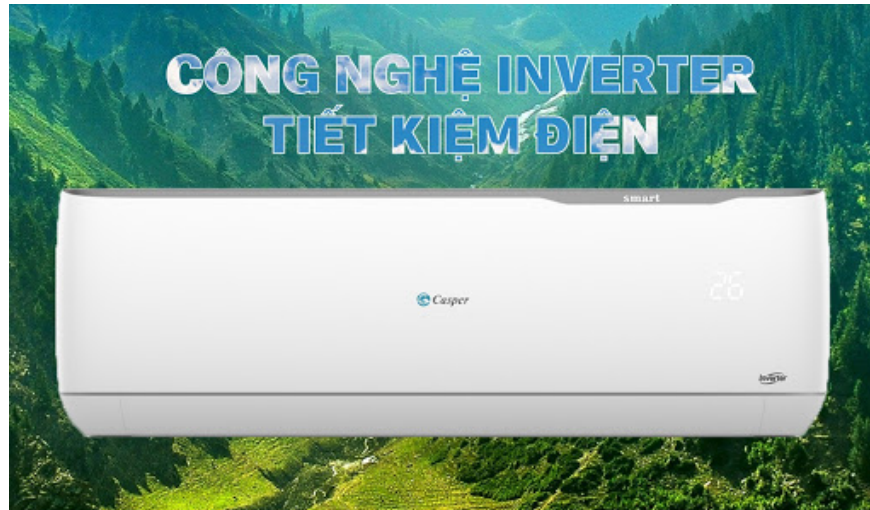 CÔNG NGHỆ INVERTER
TIẾT KIỆM ĐIỆN
smart
26
Casper
inverter